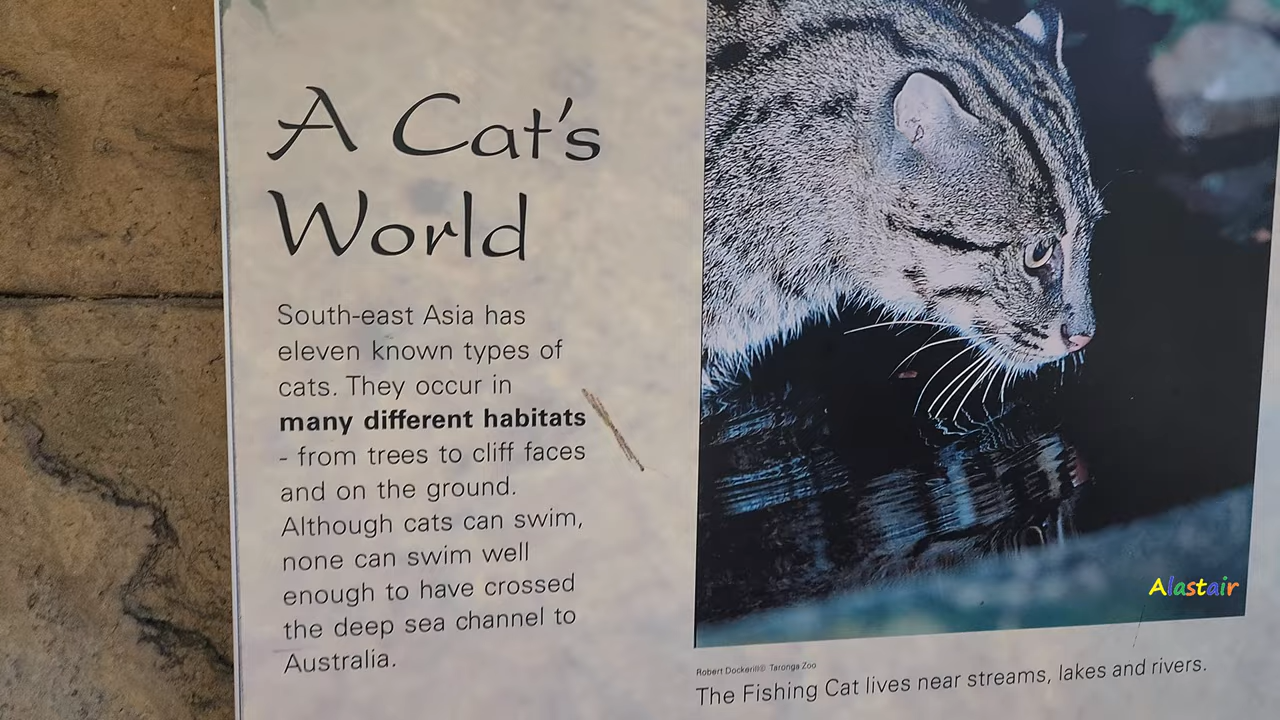 A Cat's
World
South-east Asia has
eleven known types of
cats. They occur in
many different habitats
- from trees to cliff faces
and on the ground.
Although cats can swim,
none can swim well
enough to have crossed
the deep sea channel to
Australia.
Alastair
Robert Dockerill© Taronga Zoo
The Fishing Cat lives near streams, lakes and rivers.